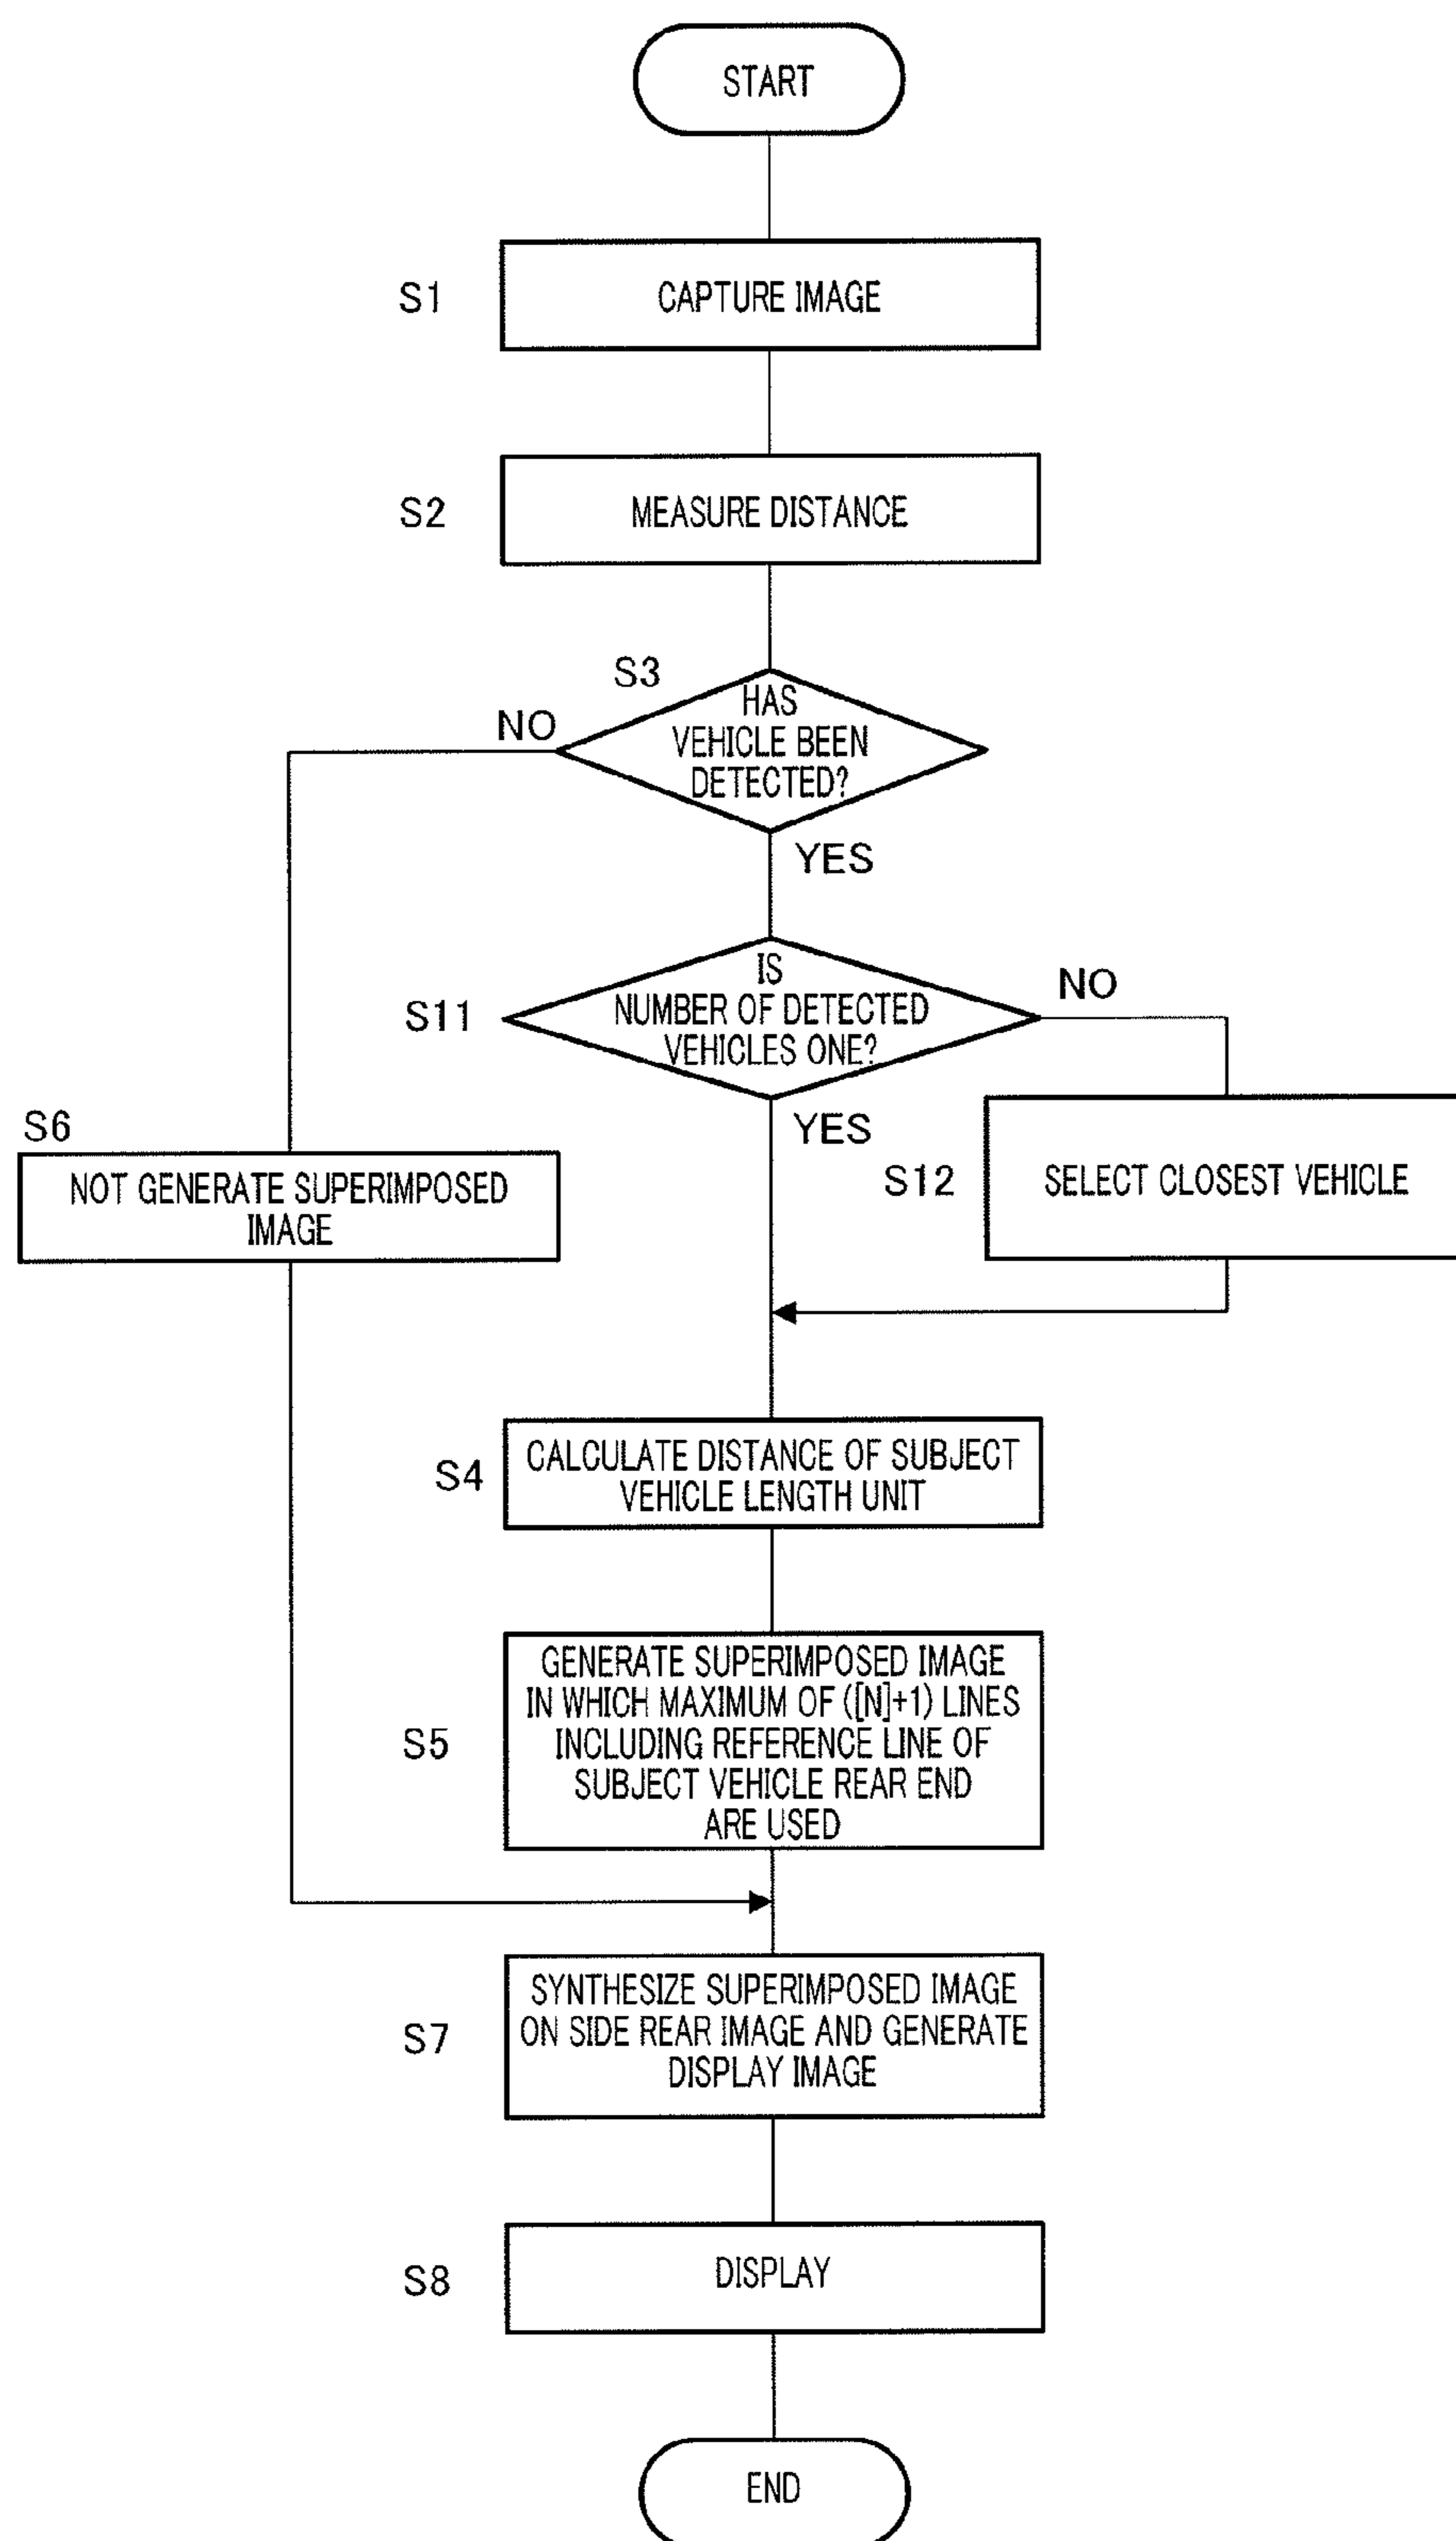 START
S1
CAPTURE IMAGE
S2
MEASURE DISTANCE
S3
HAS
VEHICLE BEEN
DETECTED?
NO
YES
S11
IS
NUMBER OF DETECTED
VEHICLES ONE?
NO
YES
S6
NOT GENERATE SUPERIMPOSED
IMAGE
S12
SELECT CLOSEST VEHICLE
S4
CALCULATE DISTANCE OF SUBJECT
VEHICLE LENGTH UNIT
S5
GENERATE SUPERIMPOSED IMAGE
IN WHICH MAXIMUM OF ([N]+1) LINES
INCLUDING REFERENCE LINE OF
SUBJECT VEHICLE REAR END
ARE USED
S7
SYNTHESIZE SUPERIMPOSED IMAGE
ON SIDE REAR IMAGE AND GENERATE
DISPLAY IMAGE
S8
DISPLAY
END